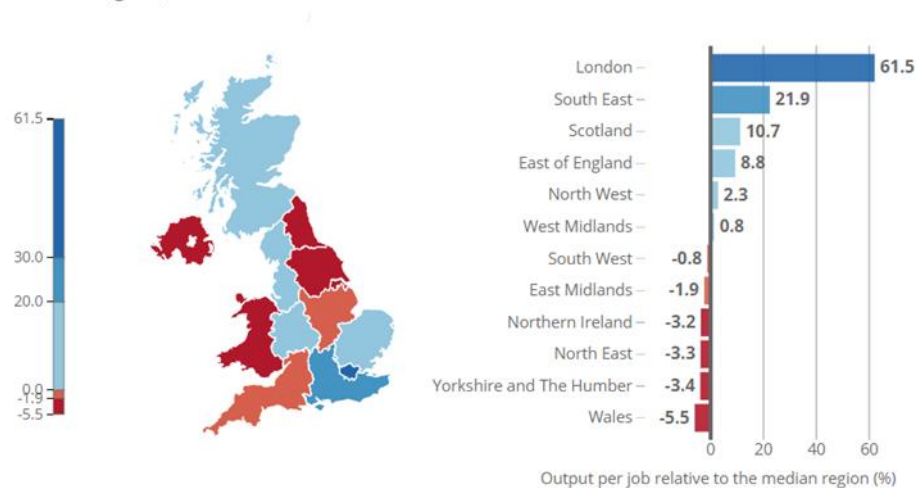 61.5
30.0
20.0
0.0
-1.9
-5.5
London
61.5
South East
21.9
Scotland
10.7
East of England
8.8
North West
2.3
West Midlands
0.8
South West
-0.8
East Midlands
-1.9
Northern Ireland
-3.2
North East
-3.3
Yorkshire and The Humber
-3.4
Wales
-5.5
0 20 40 60
Output per job relative to the median region (%)